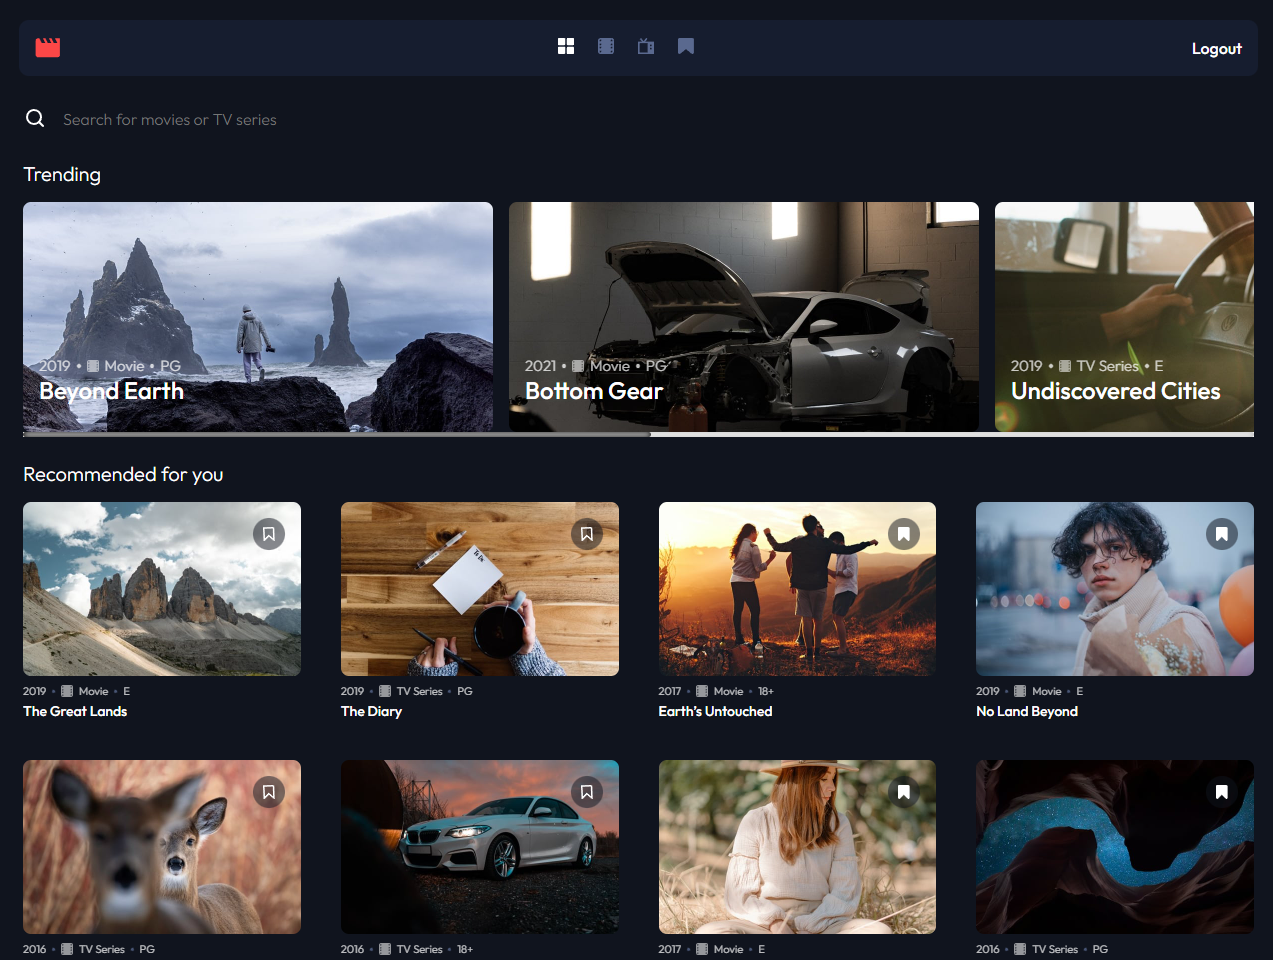 Logout
Search for movies or TV series
Trending
2019 • Movie • PG
Beyond Earth
2021 • Movie • PG
Bottom Gear
2019 • TV Series • E
Undiscovered Cities
Recommended for you
2019 • Movie • E
The Great Lands
2019 • TV Series • PG
The Diary
2017 • Movie • 18+
Earth's Untouched
2019 • Movie • E
No Land Beyond
2016 • TV Series • PG
2016 • TV Series • 18+
2017 • Movie • E
2016 • TV Series • PG